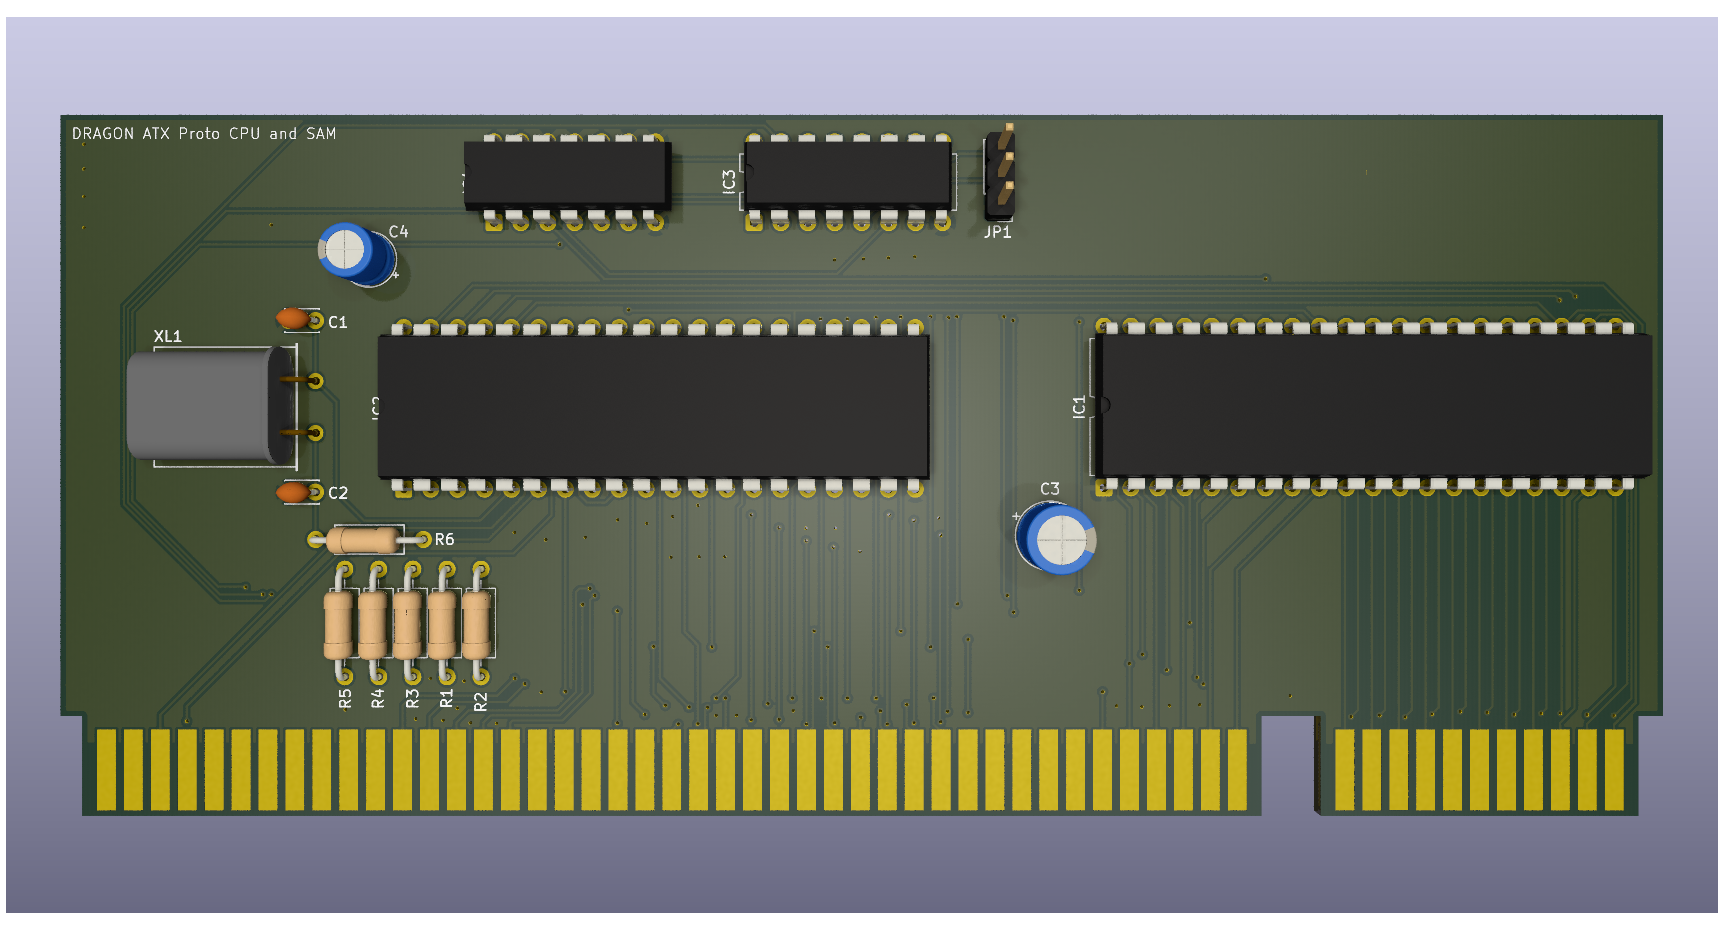 DRAGON ATX Proto CPU and SAM
IC3
JP1
C4
+
C1
XL1
IC2
IC1
C2
C3
+
R6
R5
R4
R3
R1
R2